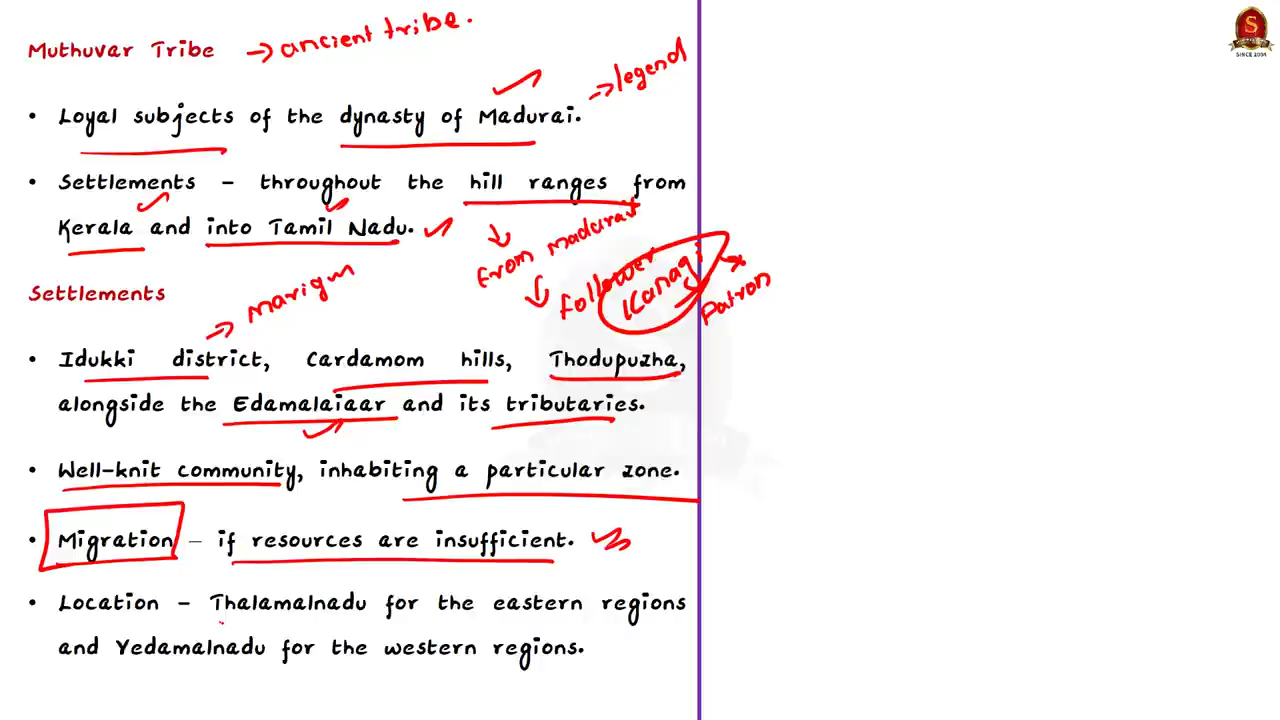 Muthuvar Tribe → ancient tribe.
• Loyal subjects of the dynasty of Madurai. → legend
• Settlements – throughout the hill ranges from
Kerala and into Tamil Nadu.
from madurai
follower
Kanagi → Patron
Settlements
• Idukki district, Cardamom hills, Thodupuzha,
alongside the Edamalaiaar and its tributaries.
• Well-knit community, inhabiting a particular zone.
• Migration – if resources are insufficient.
• Location – Thalamalnadu for the eastern regions
and Yedamalnadu for the western regions.
S
SINCE 2004